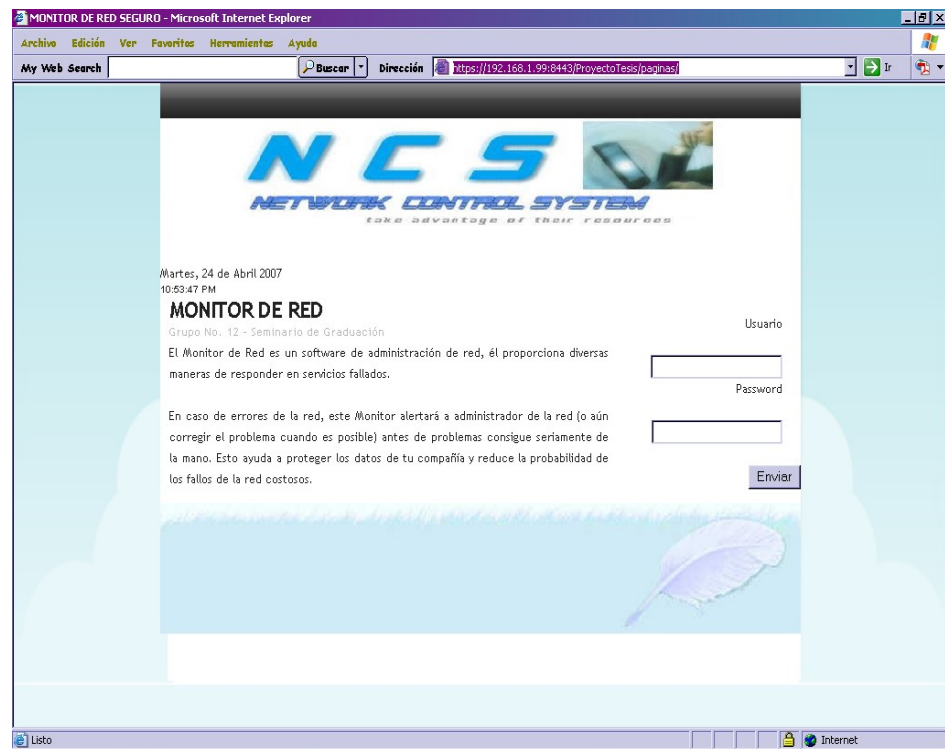 MONITOR DE RED SEGURO - Microsoft Internet Explorer
Archivo Edición Ver Favoritos Herramientas Ayuda
My Web Search Buscar Dirección https://192.168.1.99:8443/ProyectoTesis/paginas/ Ir
NCS
NETWORK CONTROL SYSTEM
take advantage of their resources
Martes, 24 de Abril 2007
10:53:47 PM
MONITOR DE RED
Grupo No. 12 - Seminario de Graduación
El Monitor de Red es un software de administración de red, él proporciona diversas
maneras de responder en servicios fallados.
En caso de errores de la red, este Monitor alertará a administrador de la red (o aún
corregir el problema cuando es posible) antes de problemas consigue seriamente de
la mano. Esto ayuda a proteger los datos de tu compañía y reduce la probabilidad de
los fallos de la red costosos.
Usuario
Password
Enviar
Listo Internet